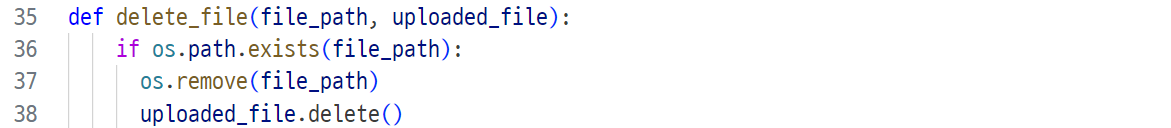 35 def delete_file(file_path, uploaded_file):
36     if os.path.exists(file_path):
37       os.remove(file_path)
38       uploaded_file.delete()